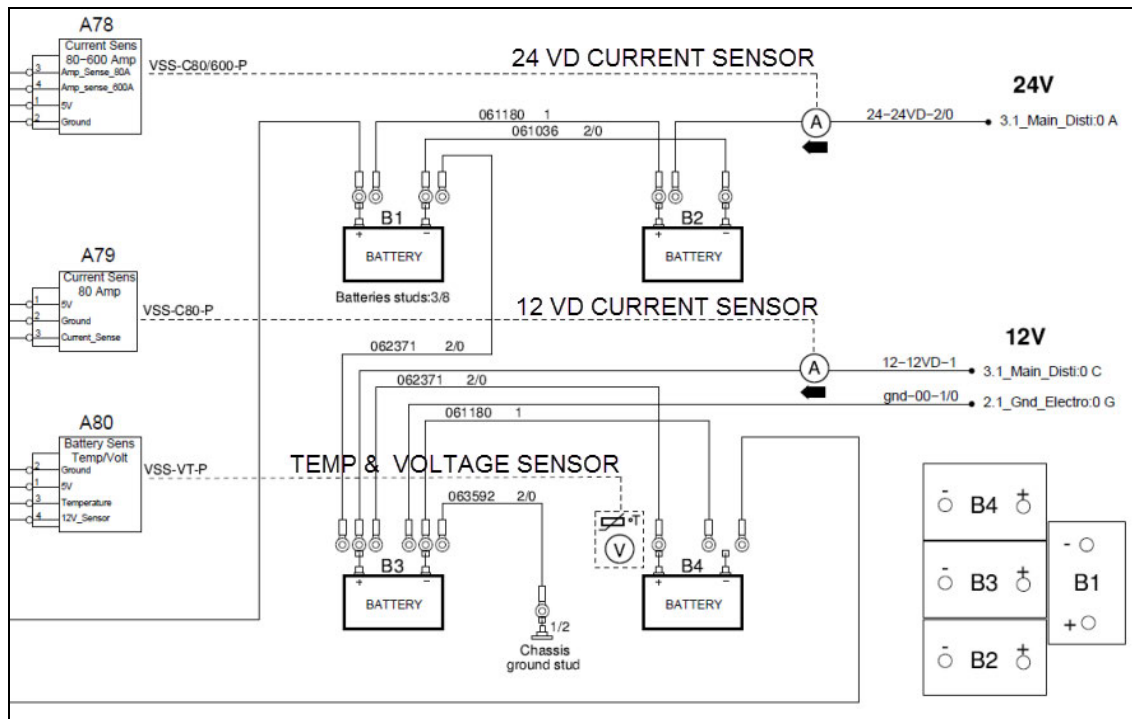 A78
Current Sens
80-600 Amp
3 Amp_Sense_80A
4 Amp_sense_600A
1 5V
2 Ground
VSS-C80/600-P
24 VD CURRENT SENSOR
24V
A
24-24VD-2/0
3.1_Main_Disti:0 A
061180 1
061036 2/0
B1
+ -
BATTERY
Batteries studs:3/8
B2
+ -
BATTERY
A79
Current Sens
80 Amp
1 5V
2 Ground
3 Current_Sense
VSS-C80-P
12 VD CURRENT SENSOR
12V
A
12-12VD-1
3.1_Main_Disti:0 C
gnd-00-1/0
2.1_Gnd_Electro:0 G
062371 2/0
062371 2/0
061180 1
A80
Battery Sens
Temp/Volt
2 Ground
1 5V
3 Temperature
4 12V_Sensor
VSS-VT-P
TEMP & VOLTAGE SENSOR
063592 2/0
•T
V
B3
+ -
BATTERY
B4
+ -
BATTERY
1/2
Chassis
ground stud
- B4 +
- B3 +
- B2 +
-
B1
+